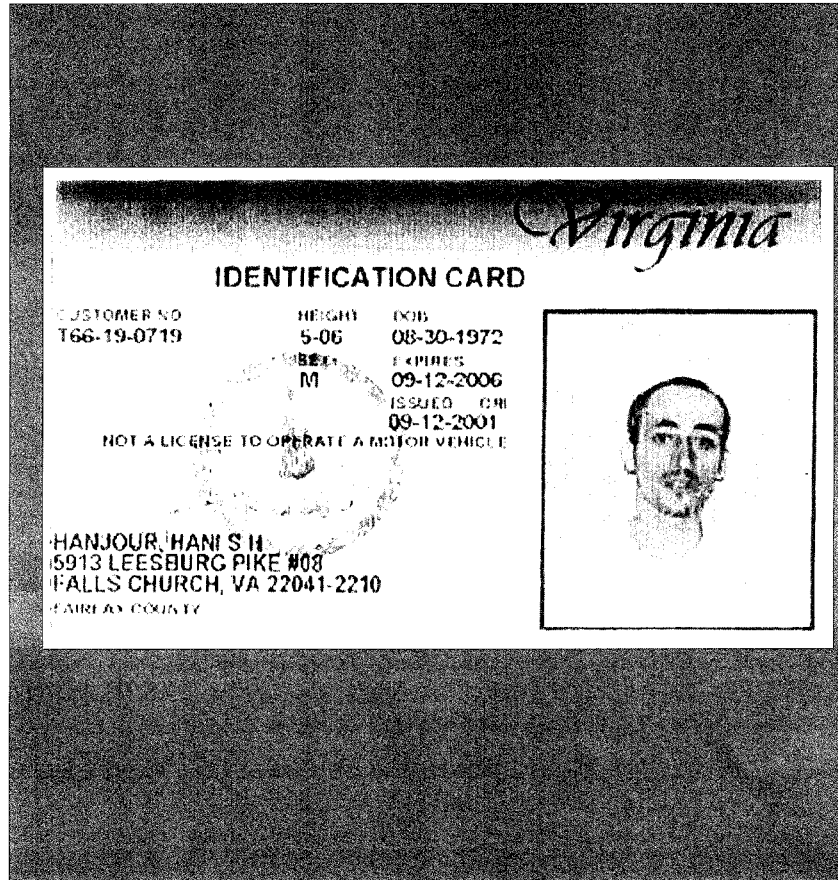 Virginia
IDENTIFICATION CARD
CUSTOMER NO HEIGHT DOB
T66-19-0719 5-06 08-30-1972
SEX EXPIRES
M 09-12-2006
ISSUED
09-12-2001
NOT A LICENSE TO OPERATE A MOTOR VEHICLE
HANJOUR, HANI S H
5913 LEESBURG PIKE #08
FALLS CHURCH, VA 22041-2210
FAIRFAX COUNTY